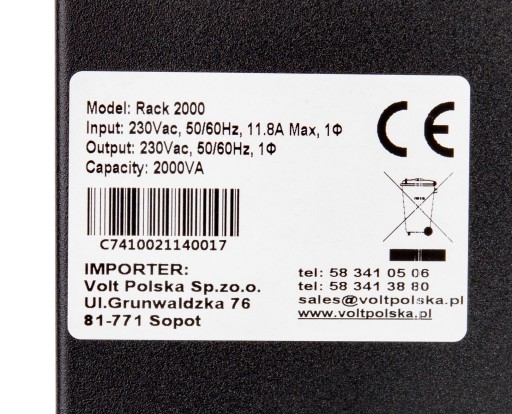 Model: Rack 2000
Input: 230Vac, 50/60Hz, 11.8A Max, 1Φ
Output: 230Vac, 50/60Hz, 1Φ
Capacity: 2000VA
CE
C7410021140017
IMPORTER:
Volt Polska Sp.zo.o.
Ul.Grunwaldzka 76
81-771 Sopot
tel: 58 341 05 06
tel: 58 341 38 80
sales@voltpolska.pl
www.voltpolska.pl